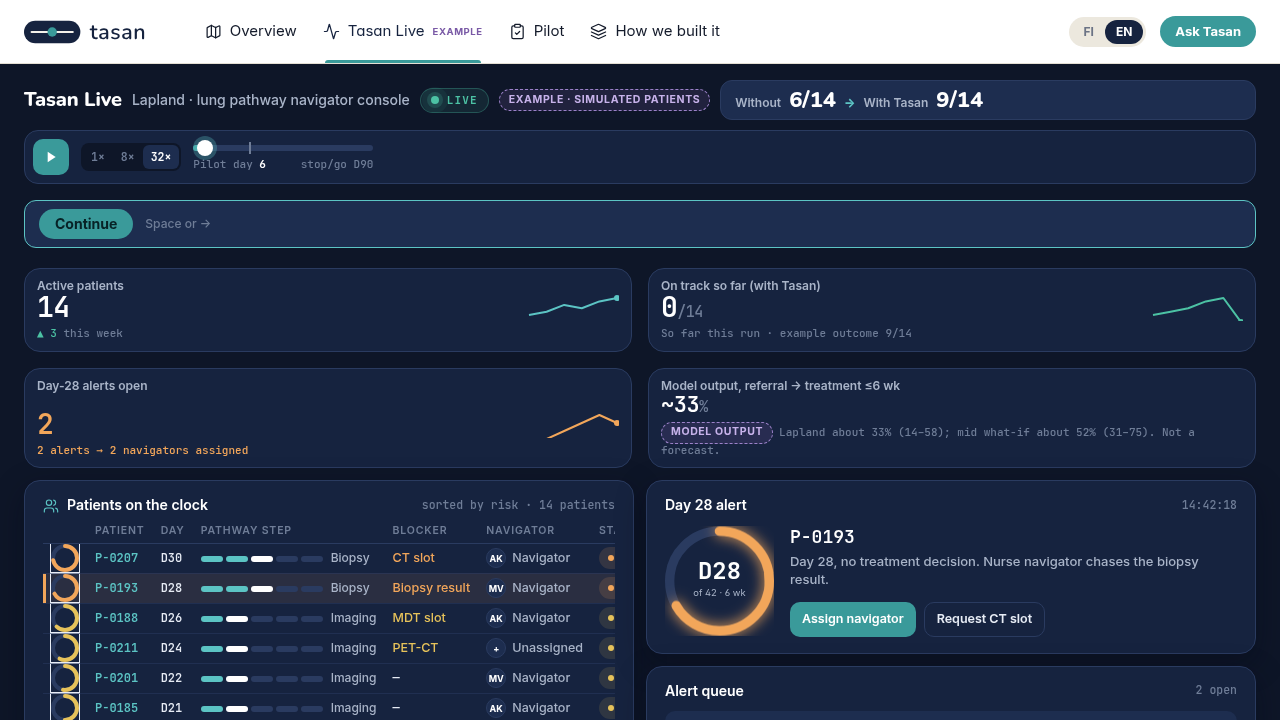 tasan
Overview
Tasan Live EXAMPLE
Pilot
How we built it
FI EN
Ask Tasan
Tasan Live Lapland · lung pathway navigator console LIVE EXAMPLE · SIMULATED PATIENTS Without 6/14 → With Tasan 9/14
1× 8× 32×
Pilot day 6 stop/go D90
Continue Space or →
Active patients
14
▲ 3 this week
On track so far (with Tasan)
0/14
So far this run · example outcome 9/14
Day-28 alerts open
2
2 alerts → 2 navigators assigned
Model output, referral → treatment ≤6 wk
~33%
MODEL OUTPUT Lapland about 33% (14–58); mid what-if about 52% (31–75). Not a
forecast.
Patients on the clock sorted by risk · 14 patients
PATIENT DAY PATHWAY STEP BLOCKER NAVIGATOR
P-0207 D30 Biopsy CT slot AK Navigator
P-0193 D28 Biopsy Biopsy result MV Navigator
P-0188 D26 Imaging MDT slot AK Navigator
P-0211 D24 Imaging PET-CT + Unassigned
P-0201 D22 Imaging — MV Navigator
P-0185 D21 Imaging — AK Navigator
Day 28 alert 14:42:18
D28
of 42 · 6 wk
P-0193
Day 28, no treatment decision. Nurse navigator chases the biopsy
result.
Assign navigator Request CT slot
Alert queue 2 open